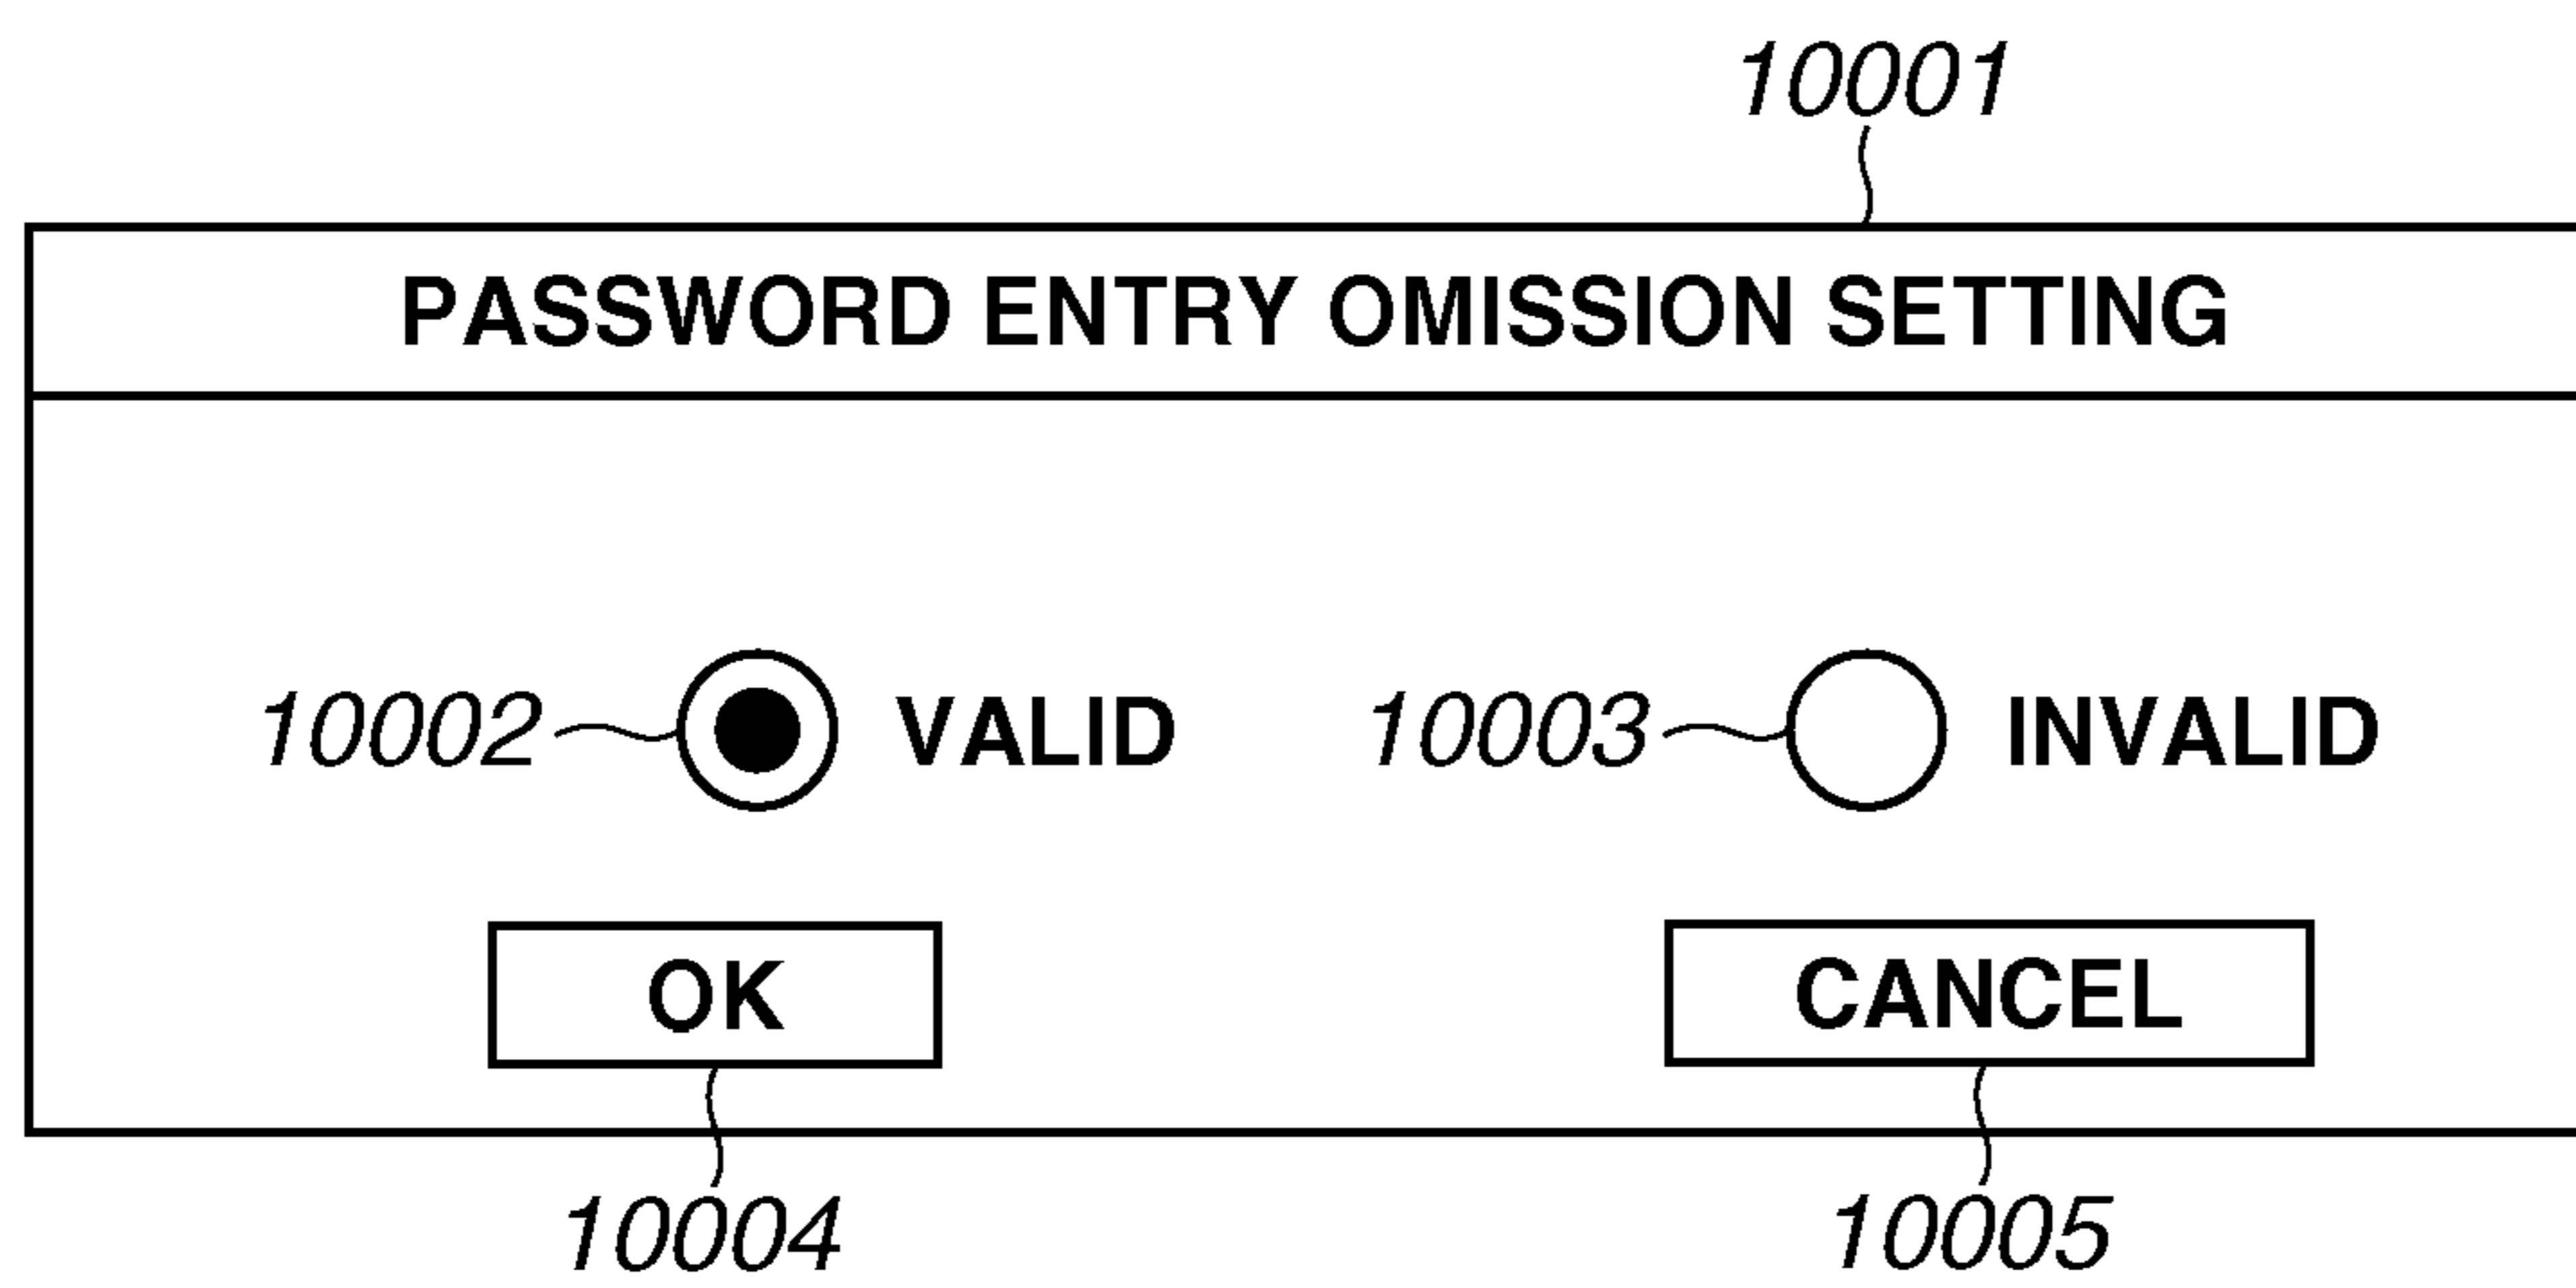 10001
PASSWORD ENTRY OMISSION SETTING
10002 VALID 10003 INVALID
OK CANCEL
10004 10005